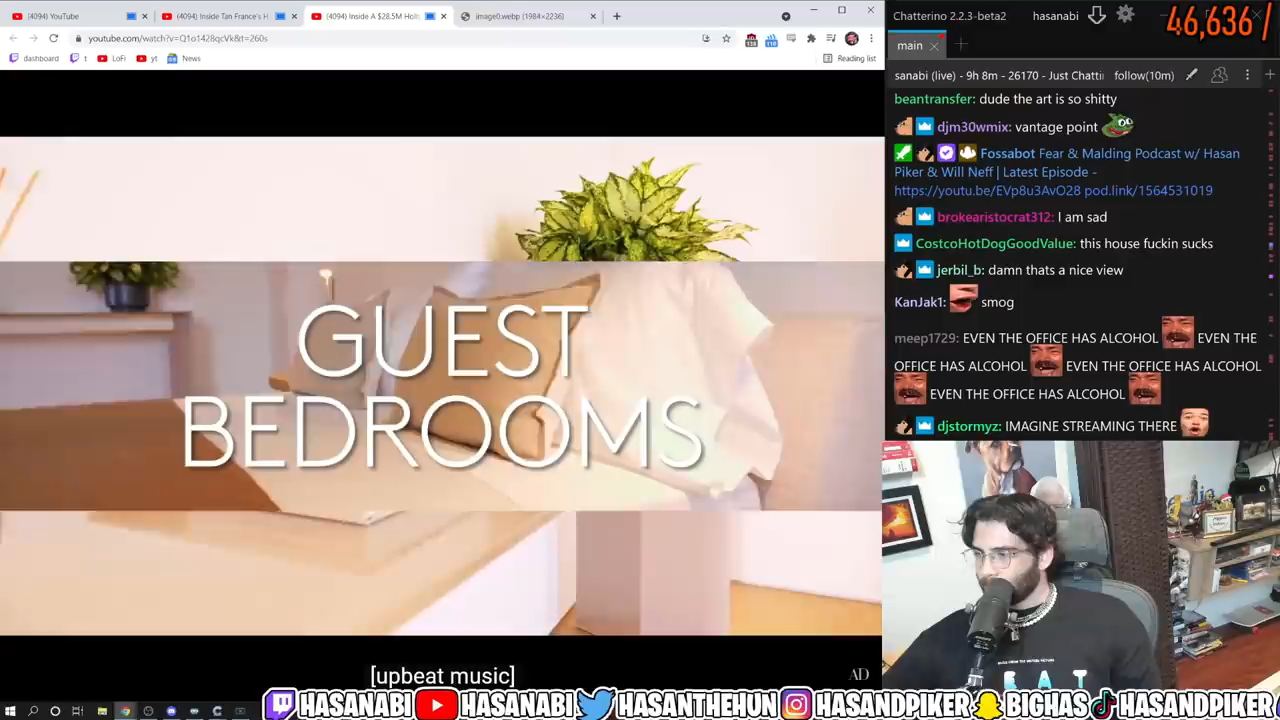 (4094) YouTube
(4094) Inside Tan France's H
(4094) Inside A $28.5M Holl
image0.webp (1984×2236)
youtube.com/watch?v=Q1o1428qcVk&t=260s
dashboard
t
LoFi
yt
News
Reading list
GUEST
BEDROOMS
[upbeat music]
AD
Chatterino 2.2.3-beta2
hasanabi
46,636 /
main
sanabi (live) - 9h 8m - 26170 - Just Chatti
follow(10m)
beantransfer: dude the art is so shitty
djm30wmix: vantage point
Fossabot Fear & Malding Podcast w/ Hasan
Piker & Will Neff | Latest Episode -
https://youtu.be/EVp8u3AvO28 pod.link/1564531019
brokearistocrat312: I am sad
CostcoHotDogGoodValue: this house fuckin sucks
jerbil_b: damn thats a nice view
KanJak1: smog
meep1729: EVEN THE OFFICE HAS ALCOHOL EVEN THE
OFFICE HAS ALCOHOL EVEN THE OFFICE HAS ALCOHOL
EVEN THE OFFICE HAS ALCOHOL
djstormyz: IMAGINE STREAMING THERE
EAT
HASANABI HASANABI HASANTHEHUN HASANDPIKER BIGHAS HASANDPIKER